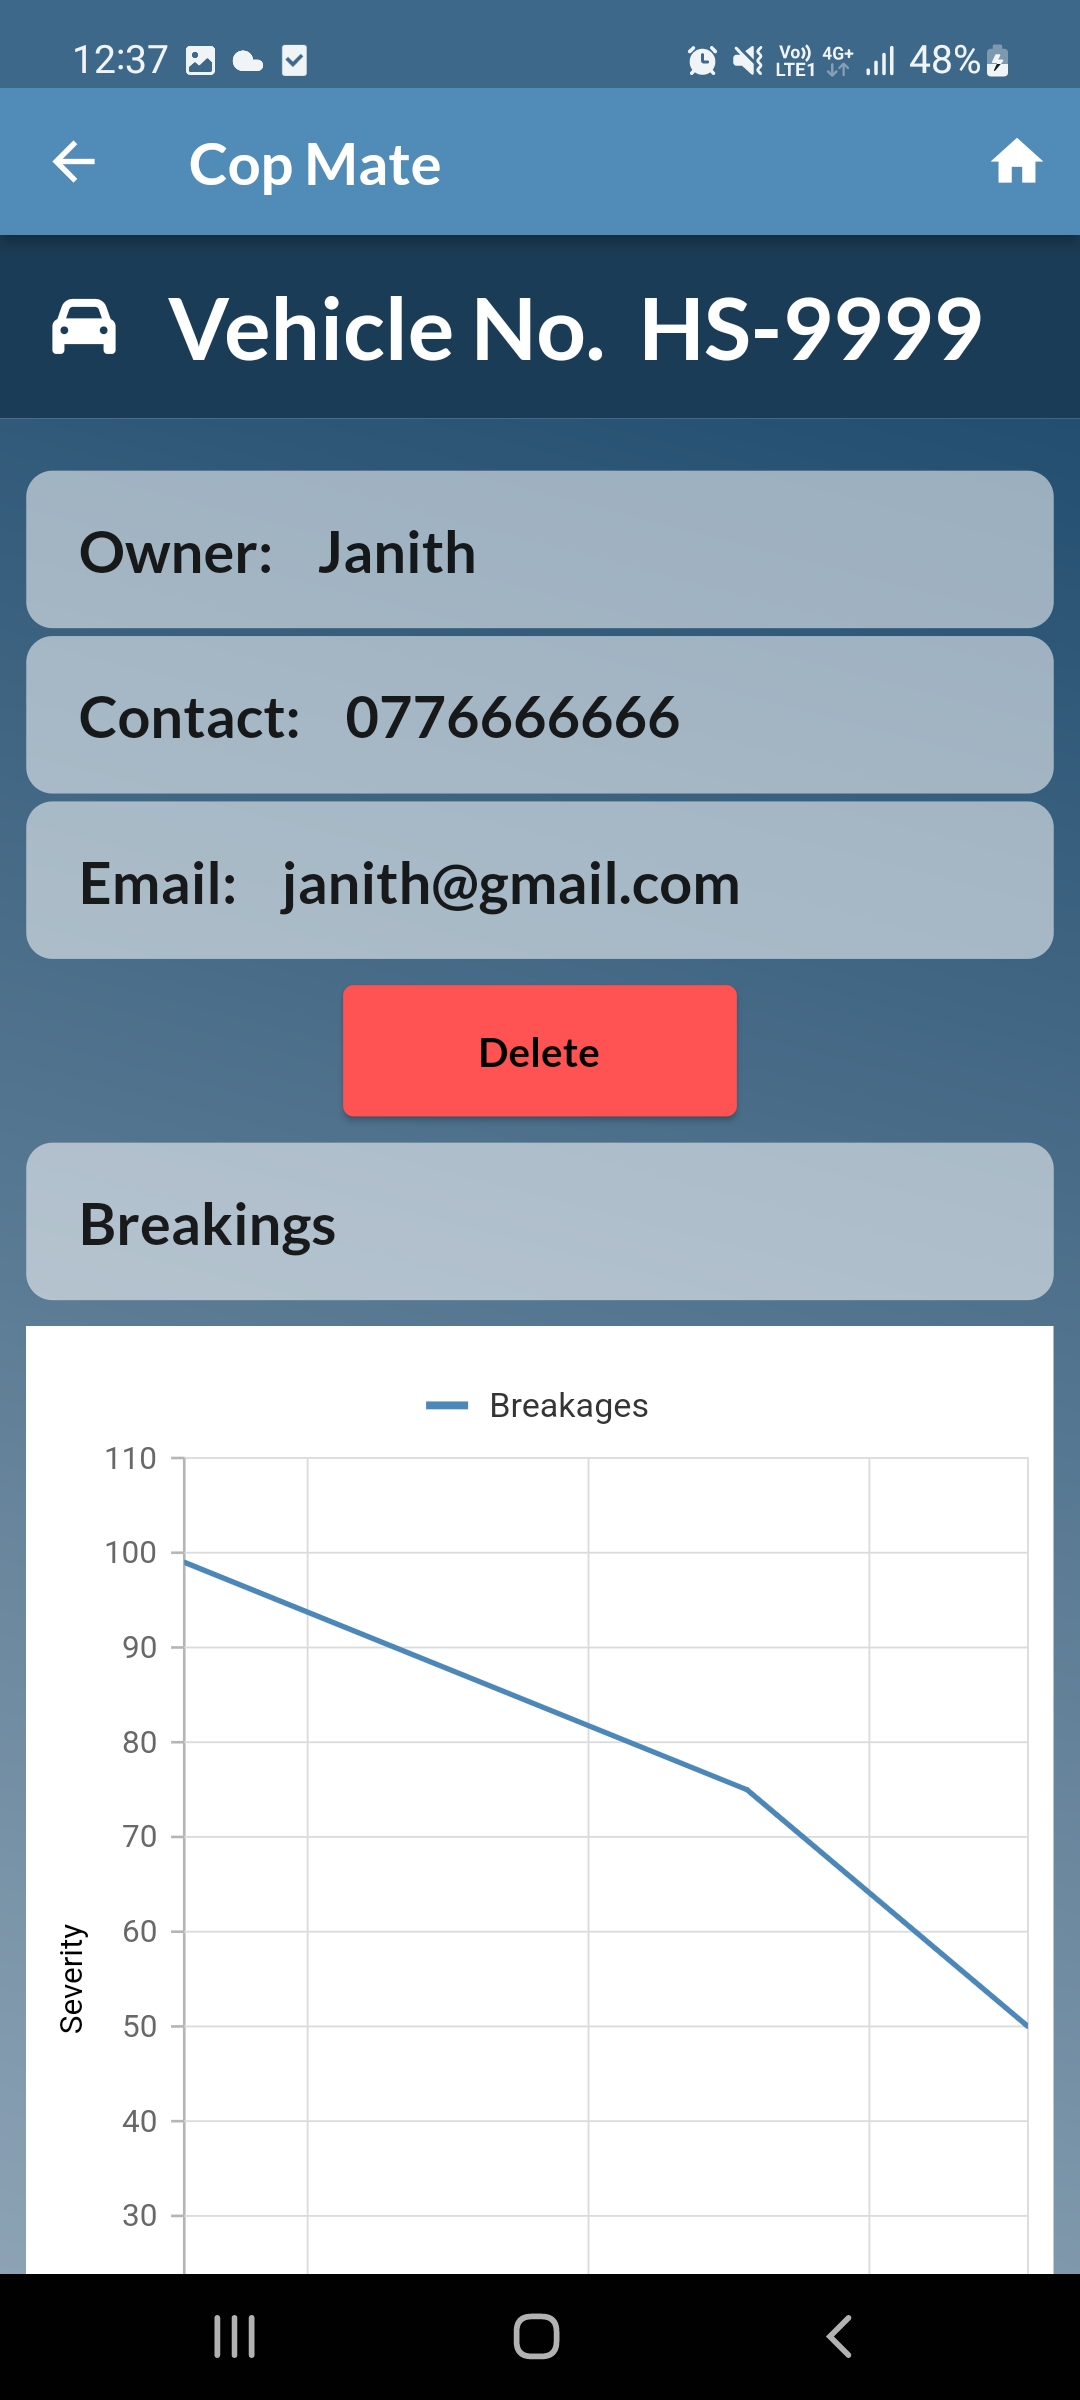 12:37
Vo)) LTE1 4G+ 48%
Cop Mate
Vehicle No. HS-9999
Owner: Janith
Contact: 0776666666
Email: janith@gmail.com
Delete
Breakings
Breakages
110
100
90
80
70
60
Severity
50
40
30